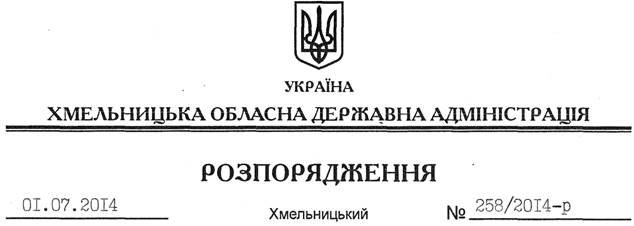 УКРАЇНА
ХМЕЛЬНИЦЬКА ОБЛАСНА ДЕРЖАВНА АДМІНІСТРАЦІЯ
РОЗПОРЯДЖЕННЯ
01.07.2014 Хмельницький № 258/2014-р